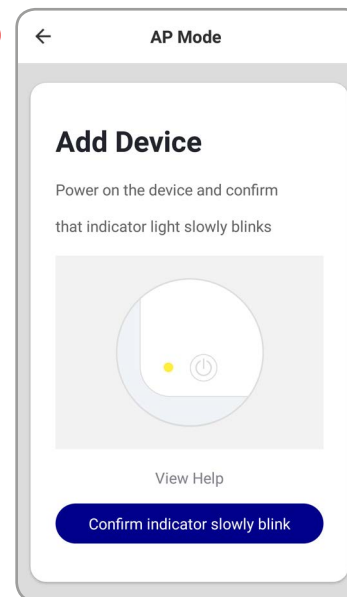 AP Mode
Add Device
Power on the device and confirm
that indicator light slowly blinks
View Help
Confirm indicator slowly blink